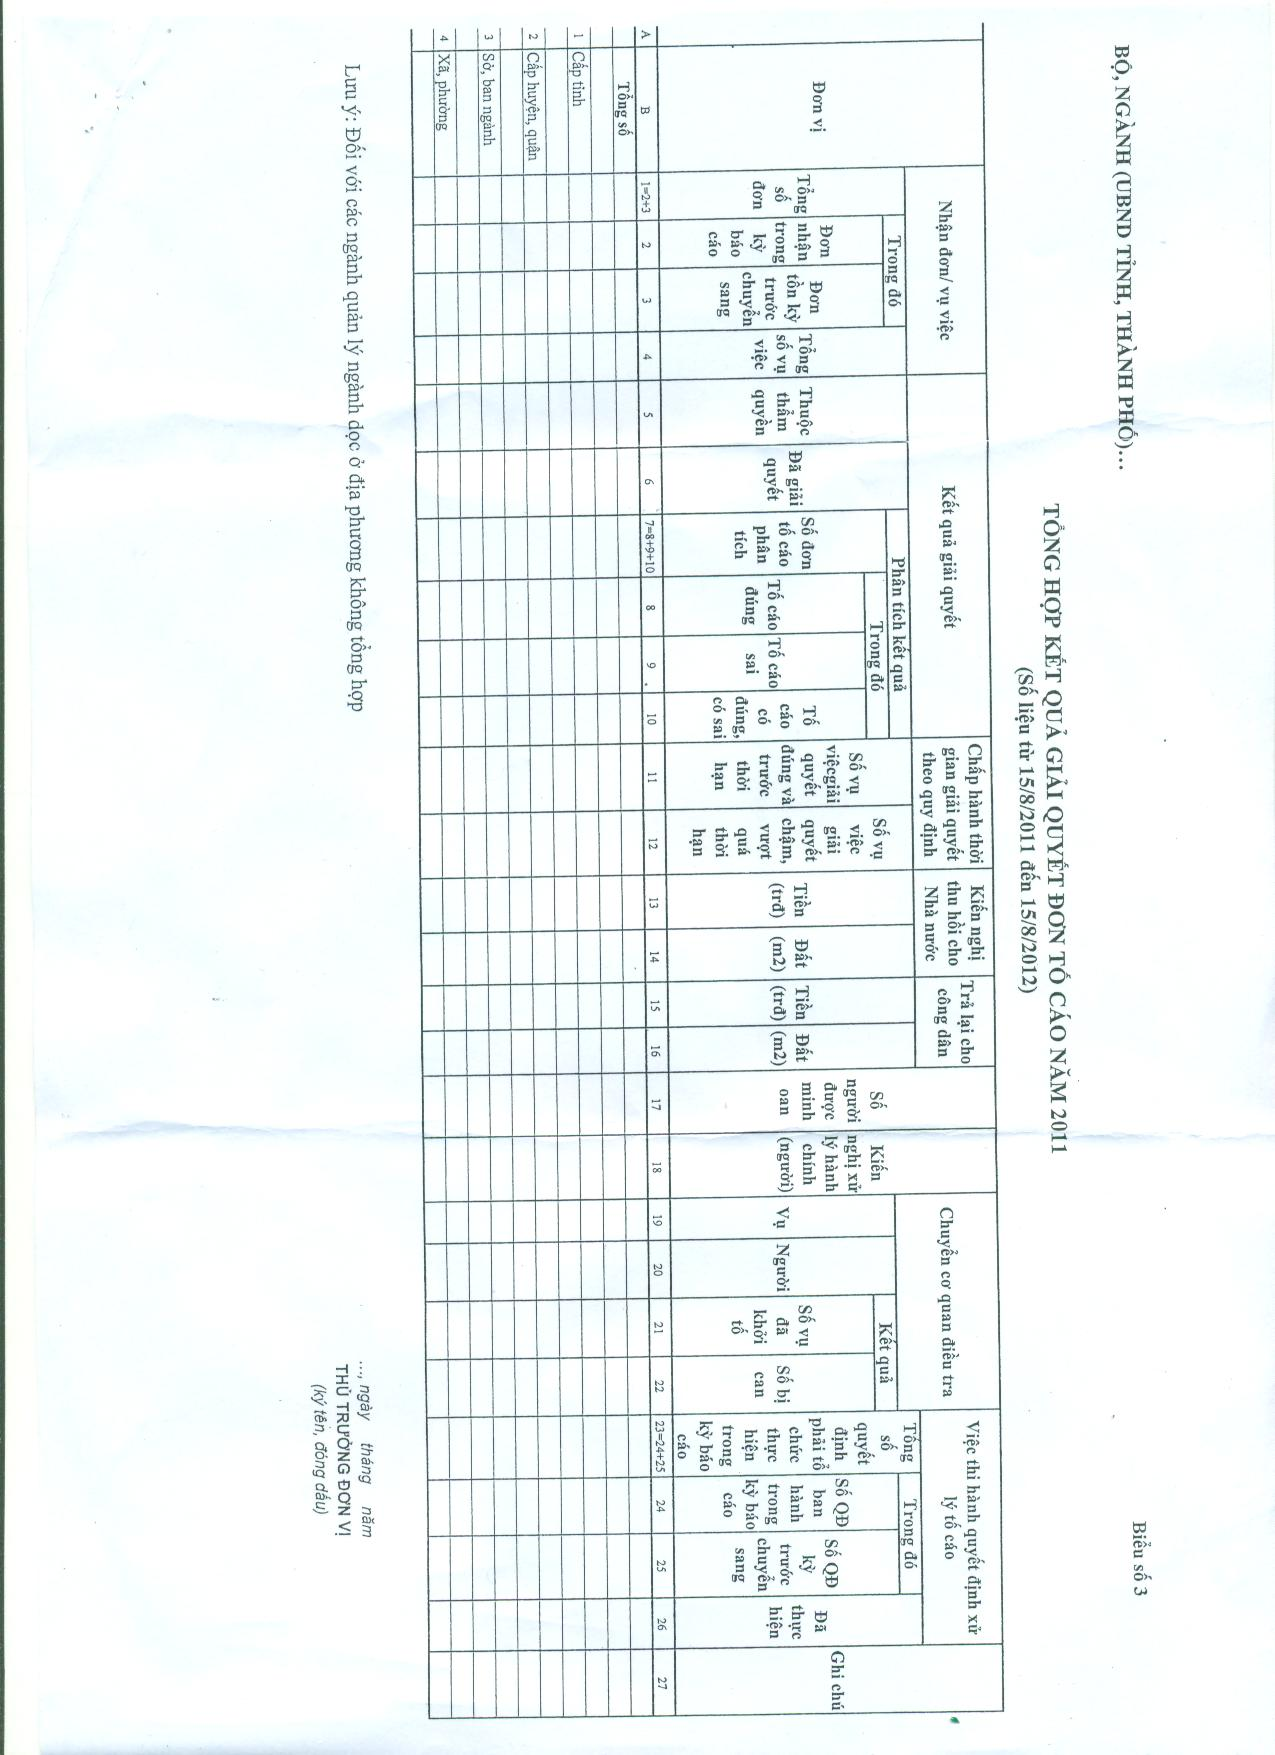 BỘ, NGÀNH (UBND TỈNH, THÀNH PHỐ)...
Biểu số 3
TỔNG HỢP KẾT QUẢ GIẢI QUYẾT ĐƠN TỐ CÁO NĂM 2011
(Số liệu từ 15/8/2011 đến 15/8/2012)
Đơn vị
Nhận đơn/ vụ việc
Tổng
số
đơn
Trong đó
Đơn
nhận
trong
kỳ
báo
cáo
Đơn
tồn kỳ
trước
chuyển
sang
Tổng
số vụ
việc
Kết quả giải quyết
Thuộc
thẩm
quyền
Đã giải
quyết
Phân tích kết quả
Số đơn
tố cáo
phân
tích
Trong đó
Tố cáo
đúng
Tố cáo
sai
Tố
cáo
có
đúng,
có sai
Chấp hành thời
gian giải quyết
theo quy định
Số vụ
việcgiải
quyết
đúng và
trước
thời
hạn
Số vụ
việc
giải
quyết
chậm,
vượt
quá
thời
hạn
Kiến nghị
thu hồi cho
Nhà nước
Tiền
(trđ)
Đất
(m2)
Trả lại cho
công dân
Tiền
(trđ)
Đất
(m2)
Số
người
được
minh
oan
Kiến
nghị xử
lý hành
chính
(người)
Chuyển cơ quan điều tra
Vụ
Người
Kết quả
Số vụ
đã
khởi
tố
Số bị
can
Việc thi hành quyết định xử
lý tố cáo
Tổng
số
quyết
định
phải tổ
chức
thực
hiện
trong
kỳ báo
cáo
Trong đó
Số QĐ
ban
hành
trong
kỳ báo
cáo
Số QĐ
kỳ
trước
chuyển
sang
Đã
thực
hiện
Ghi chú
A B 1=2+3 2 3 4 5 6 7=8+9+10 8 9 10 11 12 13 14 15 16 17 18 19 20 21 22 23=24+25 24 25 26 27
Tổng số
1 Cấp tỉnh
2 Cấp huyện, quận
3 Sở, ban ngành
4 Xã, phường
Lưu ý: Đối với các ngành quản lý ngành dọc ở địa phương không tổng hợp
..., ngày tháng năm
THỦ TRƯỞNG ĐƠN VỊ
(ký tên, đóng dấu)